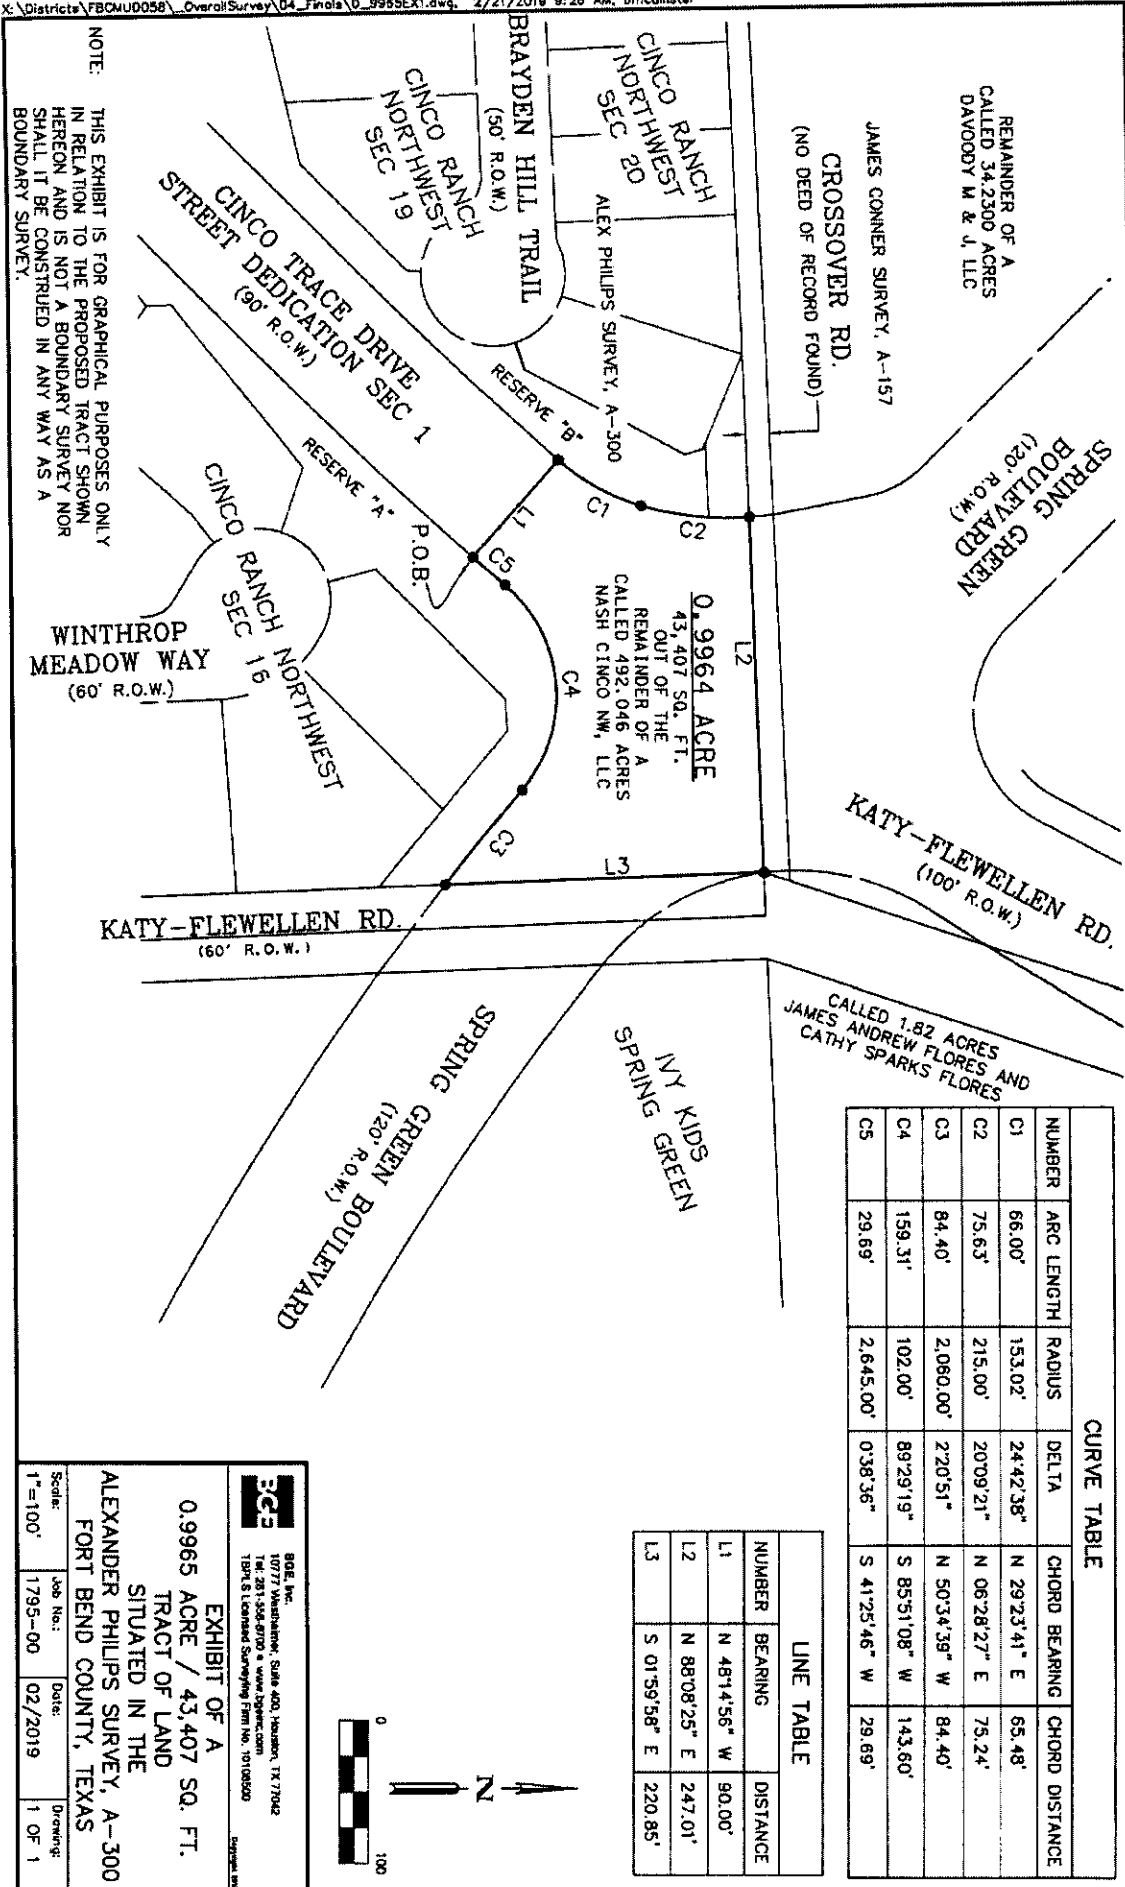 X:\Districts\FBCMUD058\_OverallSurvey\04_Finals\
REMAINDER OF A
CALLED 34.2300 ACRES
DAVOODY M & J, LLC
JAMES CONNER SURVEY, A-157
CROSSOVER RD.
(NO DEED OF RECORD FOUND)
SPRING GREEN
BOULEVARD
(120' R.O.W.)
CINCO RANCH
NORTHWEST
SEC 20
ALEX PHILIPS SURVEY, A-300
BRAYDEN HILL TRAIL
(50' R.O.W.)
CINCO RANCH
NORTHWEST
SEC 19
RESERVE "B"
CINCO TRACE DRIVE
STREET DEDICATION SEC 1
(90' R.O.W.)
RESERVE "A"
P.O.B.
L1
C1
C2
C5
C4
C3
L2
L3
0.9964 ACRE
43,407 SQ. FT.
OUT OF THE
REMAINDER OF A
CALLED 492.046 ACRES
NASH CINCO NW, LLC
CINCO RANCH NORTHWEST
SEC 16
WINTHROP
MEADOW WAY
(60' R.O.W.)
KATY-FLEWELLEN RD.
(100' R.O.W.)
KATY-FLEWELLEN RD.
(60' R.O.W.)
CALLED 1.82 ACRES
JAMES ANDREW FLORES AND
CATHY SPARKS FLORES
IVY KIDS
SPRING GREEN
SPRING GREEN BOULEVARD
(120' R.O.W.)
NOTE: THIS EXHIBIT IS FOR GRAPHICAL PURPOSES ONLY
IN RELATION TO THE PROPOSED TRACT SHOWN
HEREON AND IS NOT A BOUNDARY SURVEY NOR
SHALL IT BE CONSTRUED IN ANY WAY AS A
BOUNDARY SURVEY.
CURVE TABLE
NUMBER ARC LENGTH RADIUS DELTA CHORD BEARING CHORD DISTANCE
C1 66.00' 153.02' 24°42'38" N 29°23'41" E 65.48'
C2 75.63' 215.00' 20°09'21" N 06°28'27" E 75.24'
C3 84.40' 2,060.00' 2°20'51" N 50°34'39" W 84.40'
C4 159.31' 102.00' 89°29'19" S 85°51'08" W 143.60'
C5 29.69' 2,645.00' 0°38'36" S 41°25'46" W 29.69'
LINE TABLE
NUMBER BEARING DISTANCE
L1 N 48°14'56" W 90.00'
L2 N 88°08'25" E 247.01'
L3 S 01°59'58" E 220.85'
N
0 100
BGE
BGE, Inc.
10777 Westheimer, Suite 400, Houston, TX 77042
Tel: 281-558-8700 • www.bgeinc.com
TBPLS Licensed Surveying Firm No. 10106500
EXHIBIT OF A
0.9965 ACRE / 43,407 SQ. FT.
TRACT OF LAND
SITUATED IN THE
ALEXANDER PHILIPS SURVEY, A-300
FORT BEND COUNTY, TEXAS
Scale: 1"=100'
Job No.: 1795-00
Date: 02/2019
Drawing: 1 OF 1